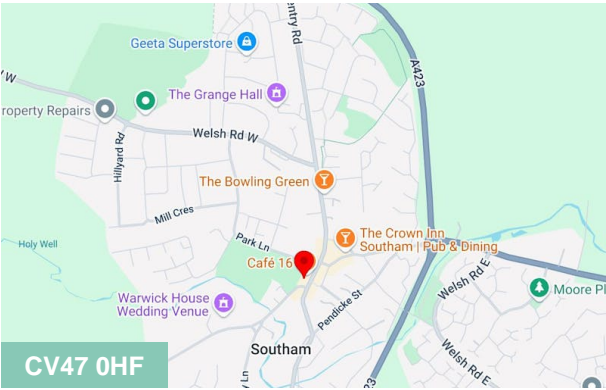 entry Rd
Geeta Superstore
A423
W
The Grange Hall
roperty Repairs
Welsh Rd W
Hillyard Rd
The Bowling Green
Mill Cres
The Crown Inn
Southam | Pub & Dining
Park Ln
Holy Well
Café 16
Welsh Rd E
Moore Pl
Warwick House
Wedding Venue
Pendicke St
Southam
Welsh Rd E
CV47 0HF
y Ln
23